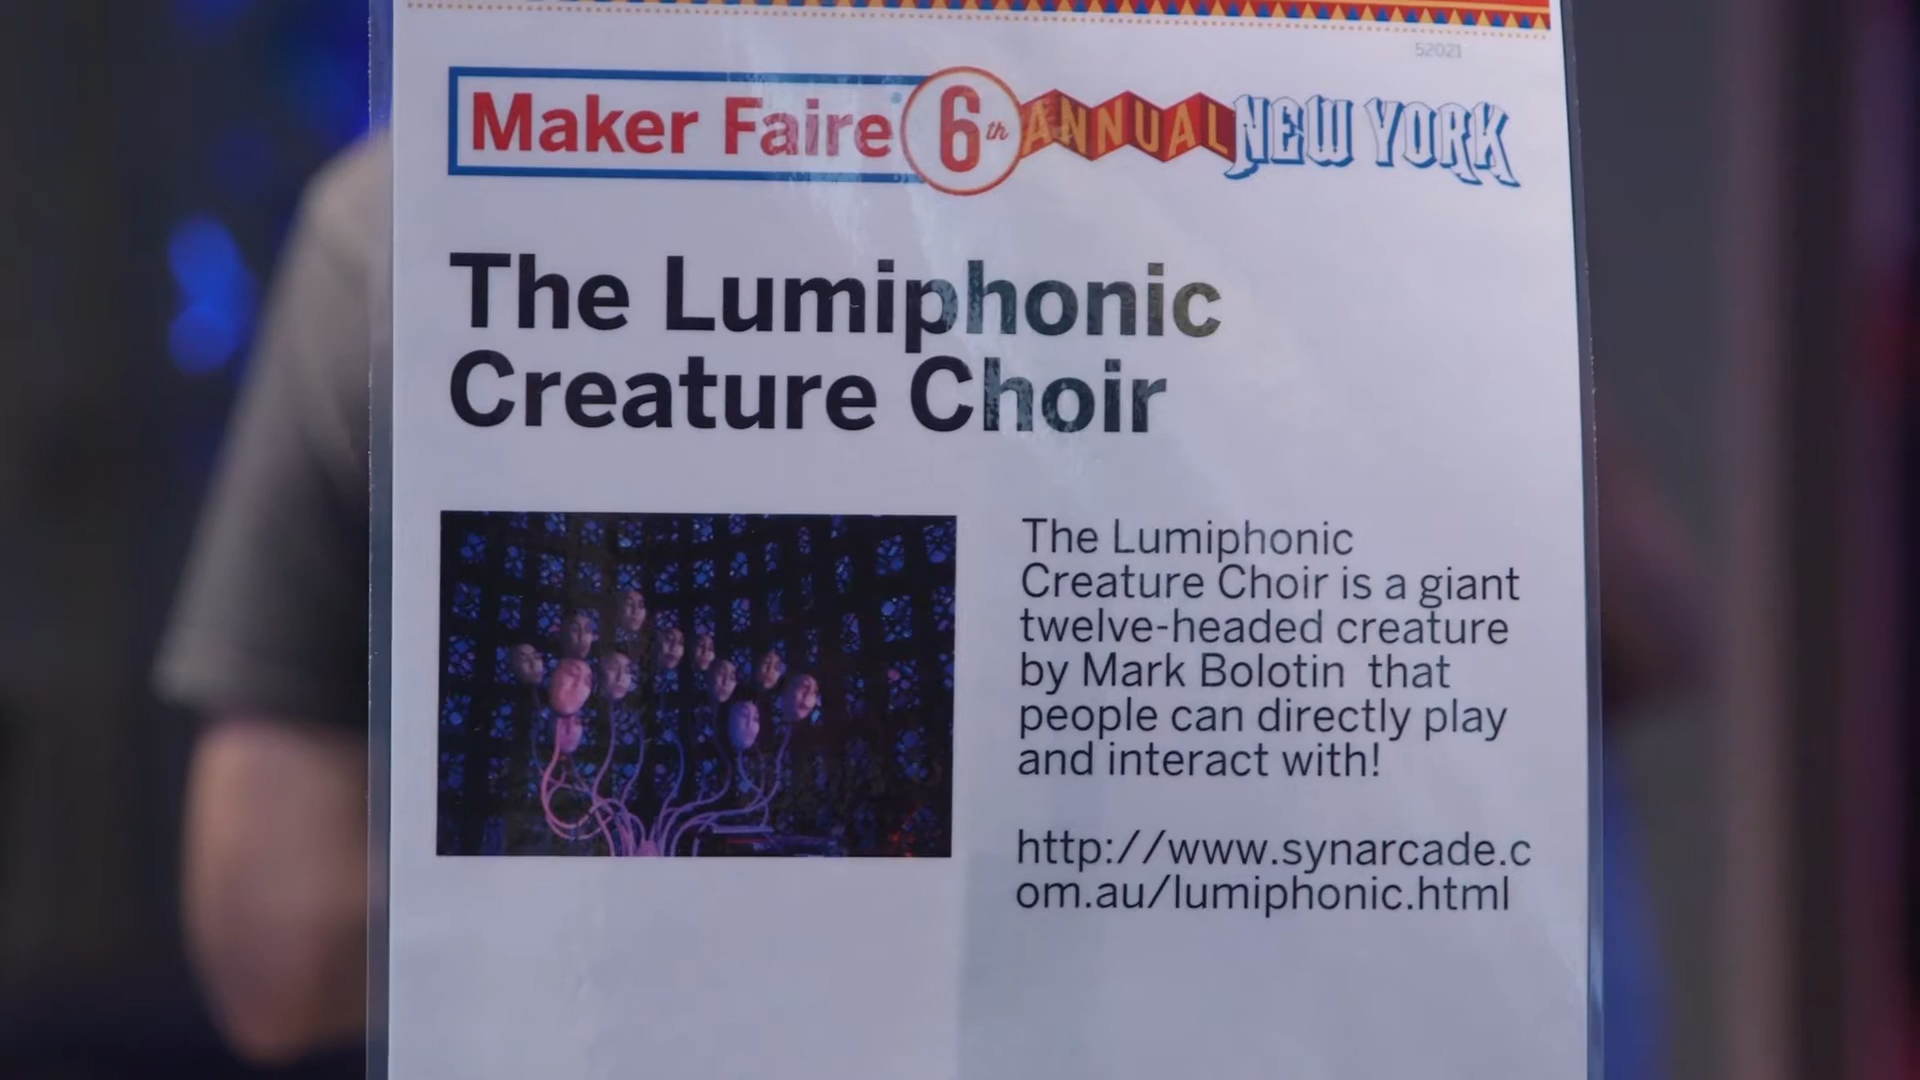 52021
Maker Faire 6th ANNUAL NEW YORK
The Lumiphonic
Creature Choir
The Lumiphonic
Creature Choir is a giant
twelve-headed creature
by Mark Bolotin that
people can directly play
and interact with!
http://www.synarcade.c
om.au/lumiphonic.html